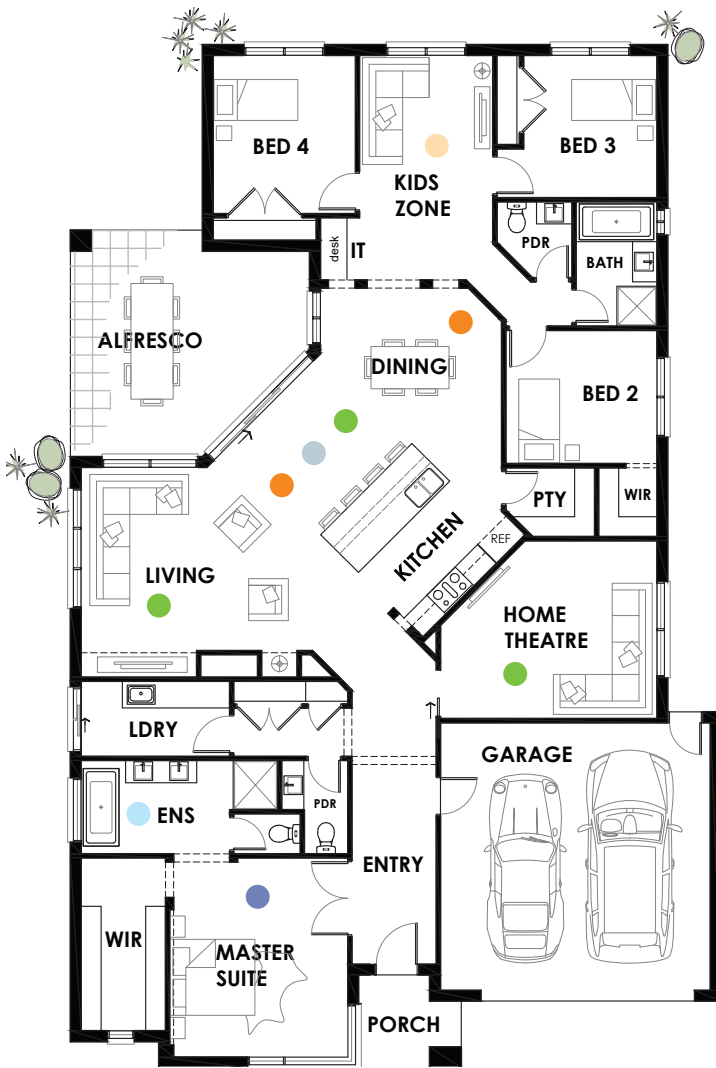 BED 4
BED 3
KIDS
ZONE
PDR
desk
IT
BATH
ALFRESCO
DINING
BED 2
PTY
WIR
KITCHEN
REF
LIVING
HOME
THEATRE
LDRY
GARAGE
ENS
PDR
ENTRY
WIR
MASTER
SUITE
PORCH